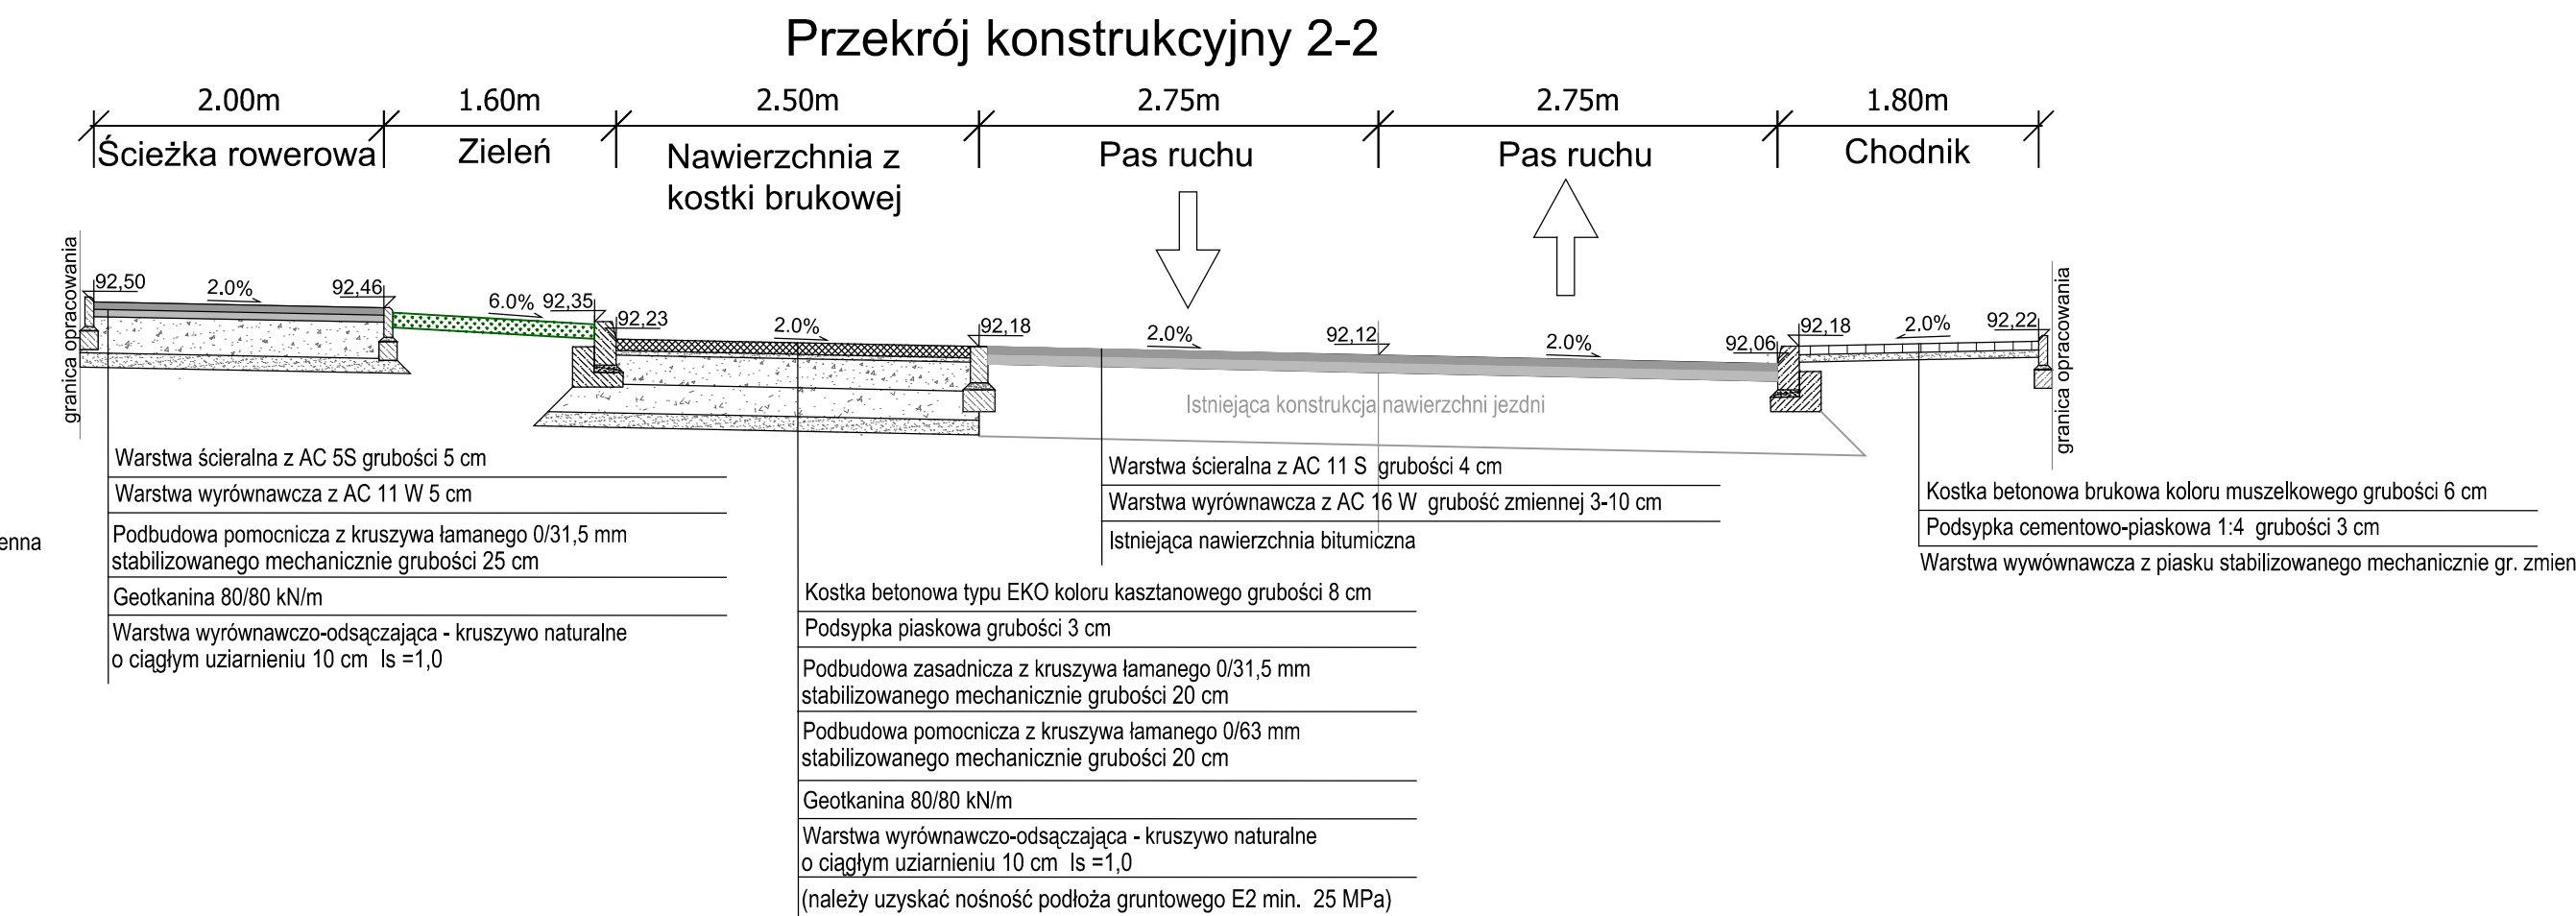 Przekrój konstrukcyjny 2-2
2.00m 1.60m 2.50m 2.75m 2.75m 1.80m
Ścieżka rowerowa
Zieleń
Nawierzchnia z
kostki brukowej
Pas ruchu
Pas ruchu
Chodnik
granica opracowania
92,50
2.0%
92,46
6.0%
92,35
92,23
2.0%
92,18
2.0%
92,12
2.0%
92,06
92,18
2.0%
92,22
granica opracowania
Istniejąca konstrukcja nawierzchni jezdni
enna
Warstwa ścieralna z AC 5S grubości 5 cm
Warstwa wyrównawcza z AC 11 W 5 cm
Podbudowa pomocnicza z kruszywa łamanego 0/31,5 mm
stabilizowanego mechanicznie grubości 25 cm
Geotkanina 80/80 kN/m
Warstwa wyrównawczo-odsączająca - kruszywo naturalne
o ciągłym uziarnieniu 10 cm Is =1,0
Kostka betonowa typu EKO koloru kasztanowego grubości 8 cm
Podsypka piaskowa grubości 3 cm
Podbudowa zasadnicza z kruszywa łamanego 0/31,5 mm
stabilizowanego mechanicznie grubości 20 cm
Podbudowa pomocnicza z kruszywa łamanego 0/63 mm
stabilizowanego mechanicznie grubości 20 cm
Geotkanina 80/80 kN/m
Warstwa wyrównawczo-odsączająca - kruszywo naturalne
o ciągłym uziarnieniu 10 cm Is =1,0
(należy uzyskać nośność podłoża gruntowego E2 min. 25 MPa)
Warstwa ścieralna z AC 11 S grubości 4 cm
Warstwa wyrównawcza z AC 16 W grubość zmiennej 3-10 cm
Istniejąca nawierzchnia bitumiczna
Kostka betonowa brukowa koloru muszelkowego grubości 6 cm
Podsypka cementowo-piaskowa 1:4 grubości 3 cm
Warstwa wywównawcza z piasku stabilizowanego mechanicznie gr. zmien